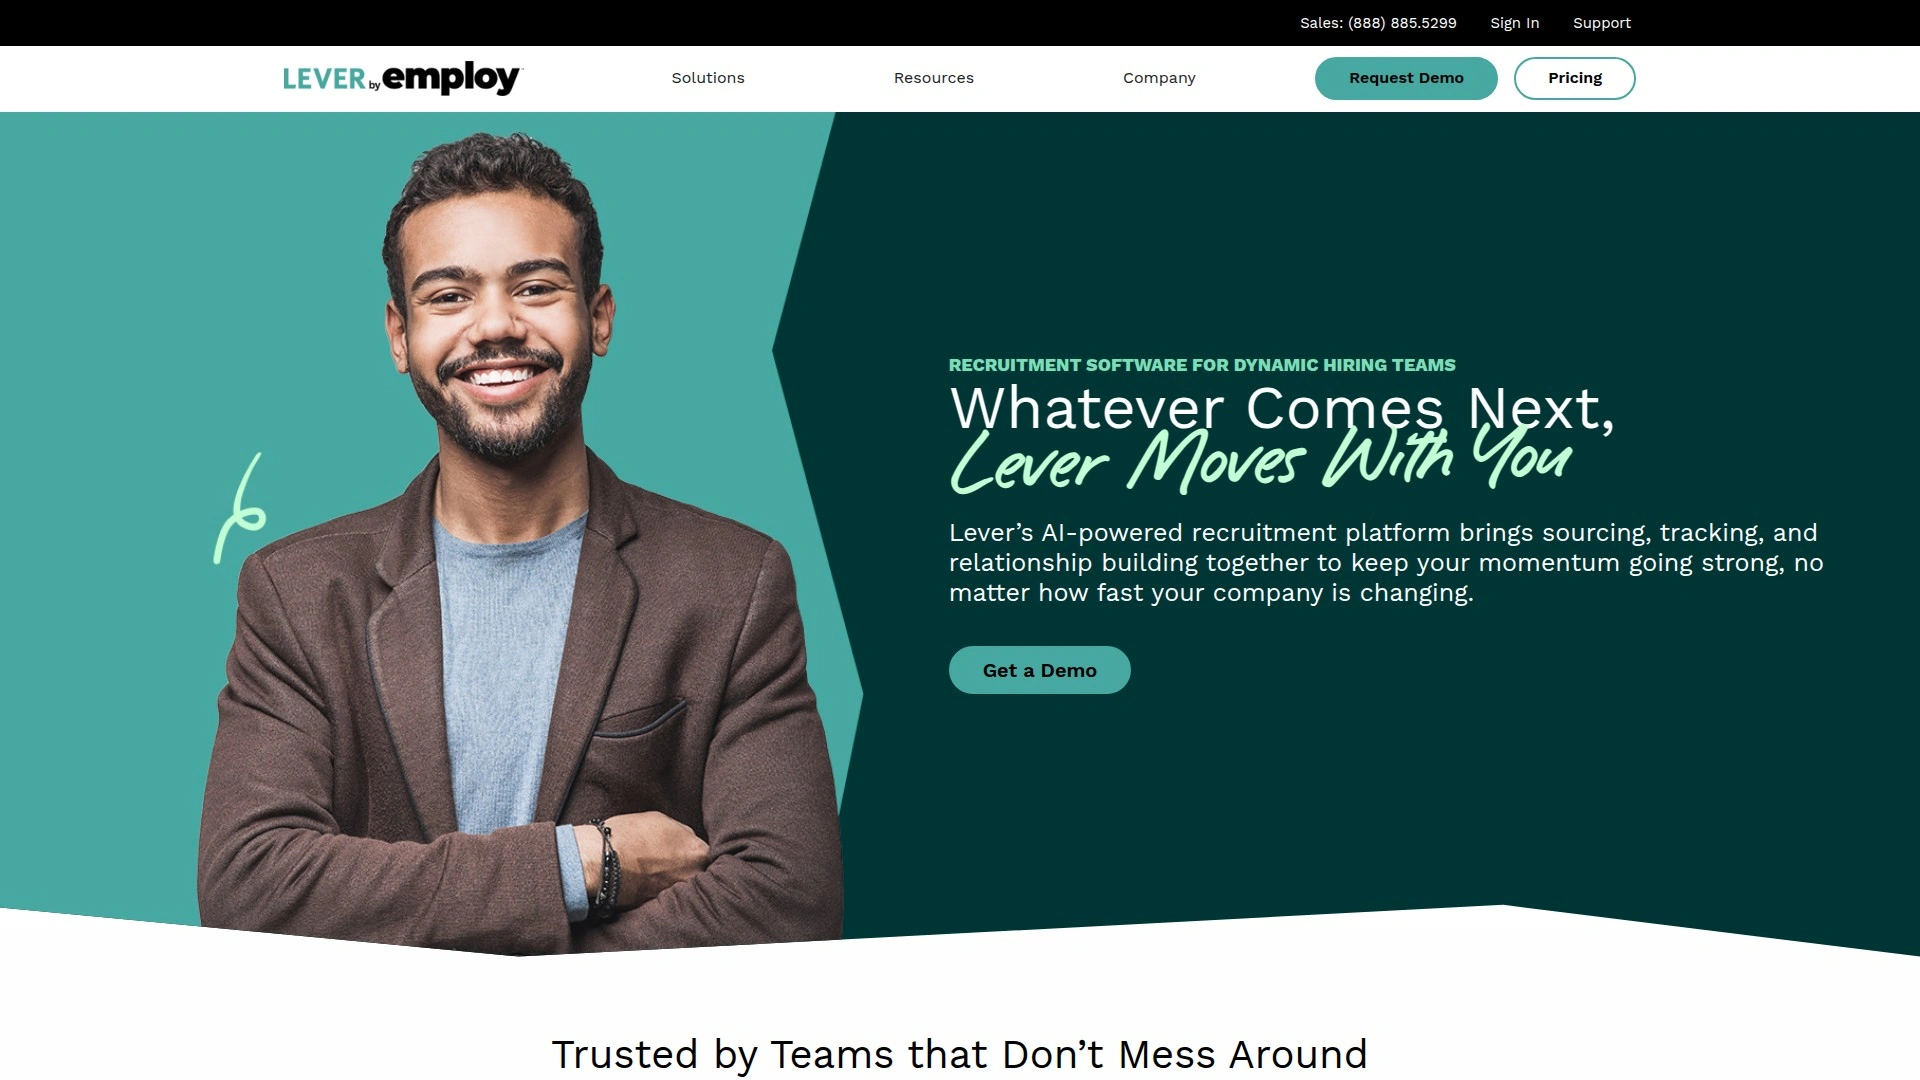 Sales: (888) 885.5299 Sign In Support
LEVER by employ Solutions Resources Company Request Demo Pricing
RECRUITMENT SOFTWARE FOR DYNAMIC HIRING TEAMS
Whatever Comes Next,
Lever Moves With You
Lever’s AI-powered recruitment platform brings sourcing, tracking, and
relationship building together to keep your momentum going strong, no
matter how fast your company is changing.
Get a Demo
Trusted by Teams that Don’t Mess Around